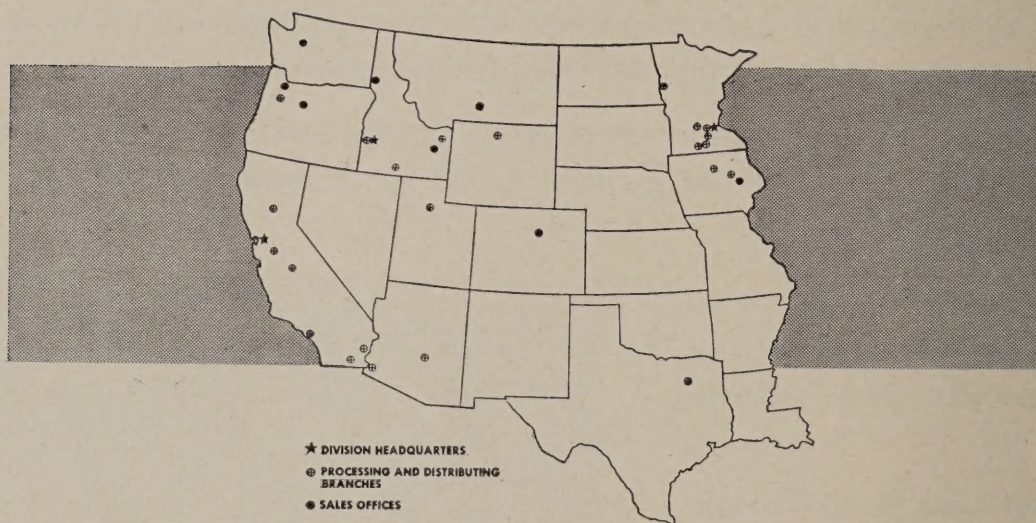 ★ DIVISION HEADQUARTERS
⊕ PROCESSING AND DISTRIBUTING
BRANCHES
● SALES OFFICES